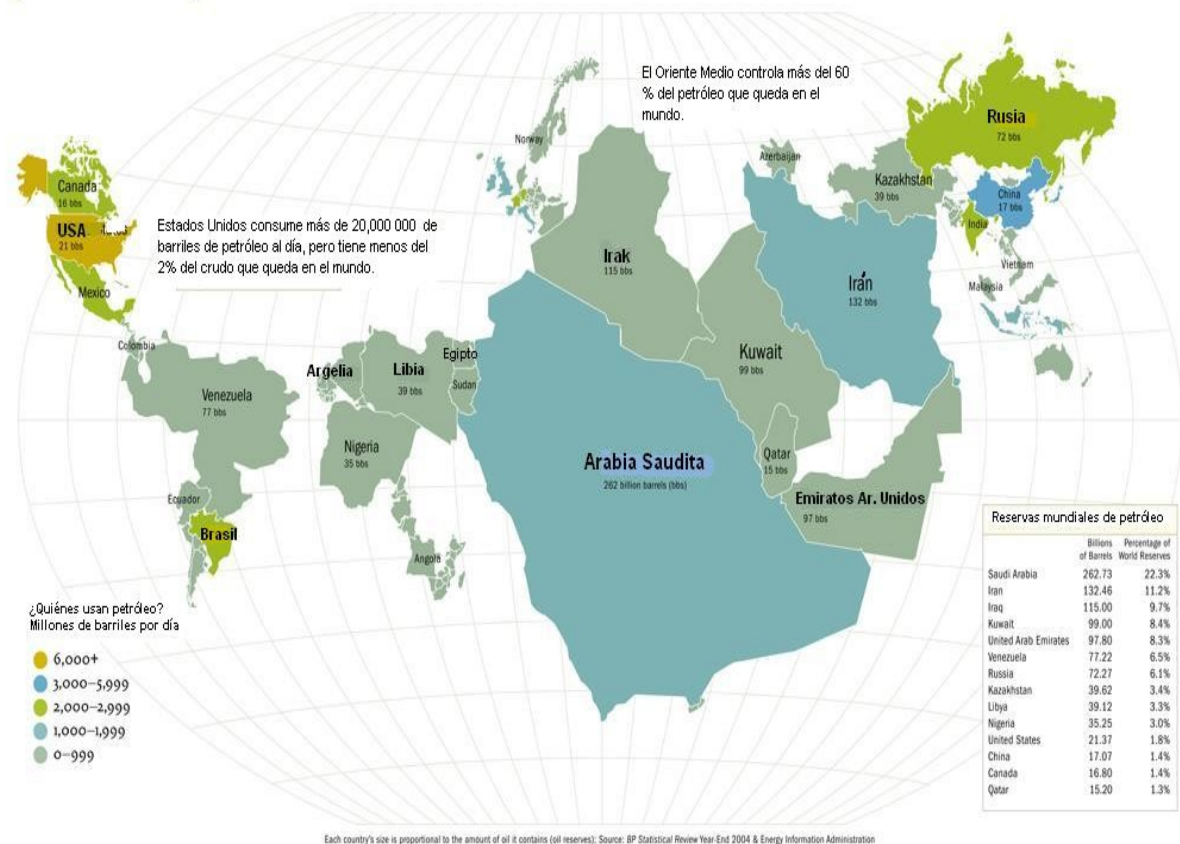 El Oriente Medio controla más del 60
% del petróleo que queda en el
mundo.
Rusia
72 bbs
Norway
Azerbaijan
Kazakhstan
39 bbs
China
17 bbs
India
Vietnam
Malaysia
Canada
16 bbs
USA
21 bbs
Mexico
Estados Unidos consume más de 20,000 000 de
barriles de petróleo al día, pero tiene menos del
2% del crudo que queda en el mundo.
Irak
115 bbs
Irán
132 bbs
Kuwait
99 bbs
Colombia
Venezuela
77 bbs
Argelia
Libia
39 bbs
Egipto
Sudan
Nigeria
35 bbs
Arabia Saudita
262 billion barrels (bbs)
Qatar
15 bbs
Emiratos Ar. Unidos
97 bbs
Ecuador
Brasil
Angola
¿Quiénes usan petróleo?
Millones de barriles por día
6,000+
3,000–5,999
2,000–2,999
1,000–1,999
0–999
Reservas mundiales de petróleo
Billions Percentage of
of Barrels World Reserves
Saudi Arabia 262.73 22.3%
Iran 132.46 11.2%
Iraq 115.00 9.7%
Kuwait 99.00 8.4%
United Arab Emirates 97.80 8.3%
Venezuela 77.22 6.5%
Russia 72.27 6.1%
Kazakhstan 39.62 3.4%
Libya 39.12 3.3%
Nigeria 35.25 3.0%
United States 21.37 1.8%
China 17.07 1.4%
Canada 16.80 1.4%
Qatar 15.20 1.3%
Each country's size is proportional to the amount of oil it contains (oil reserves); Source: BP Statistical Review Year-End 2004 & Energy Information Administration